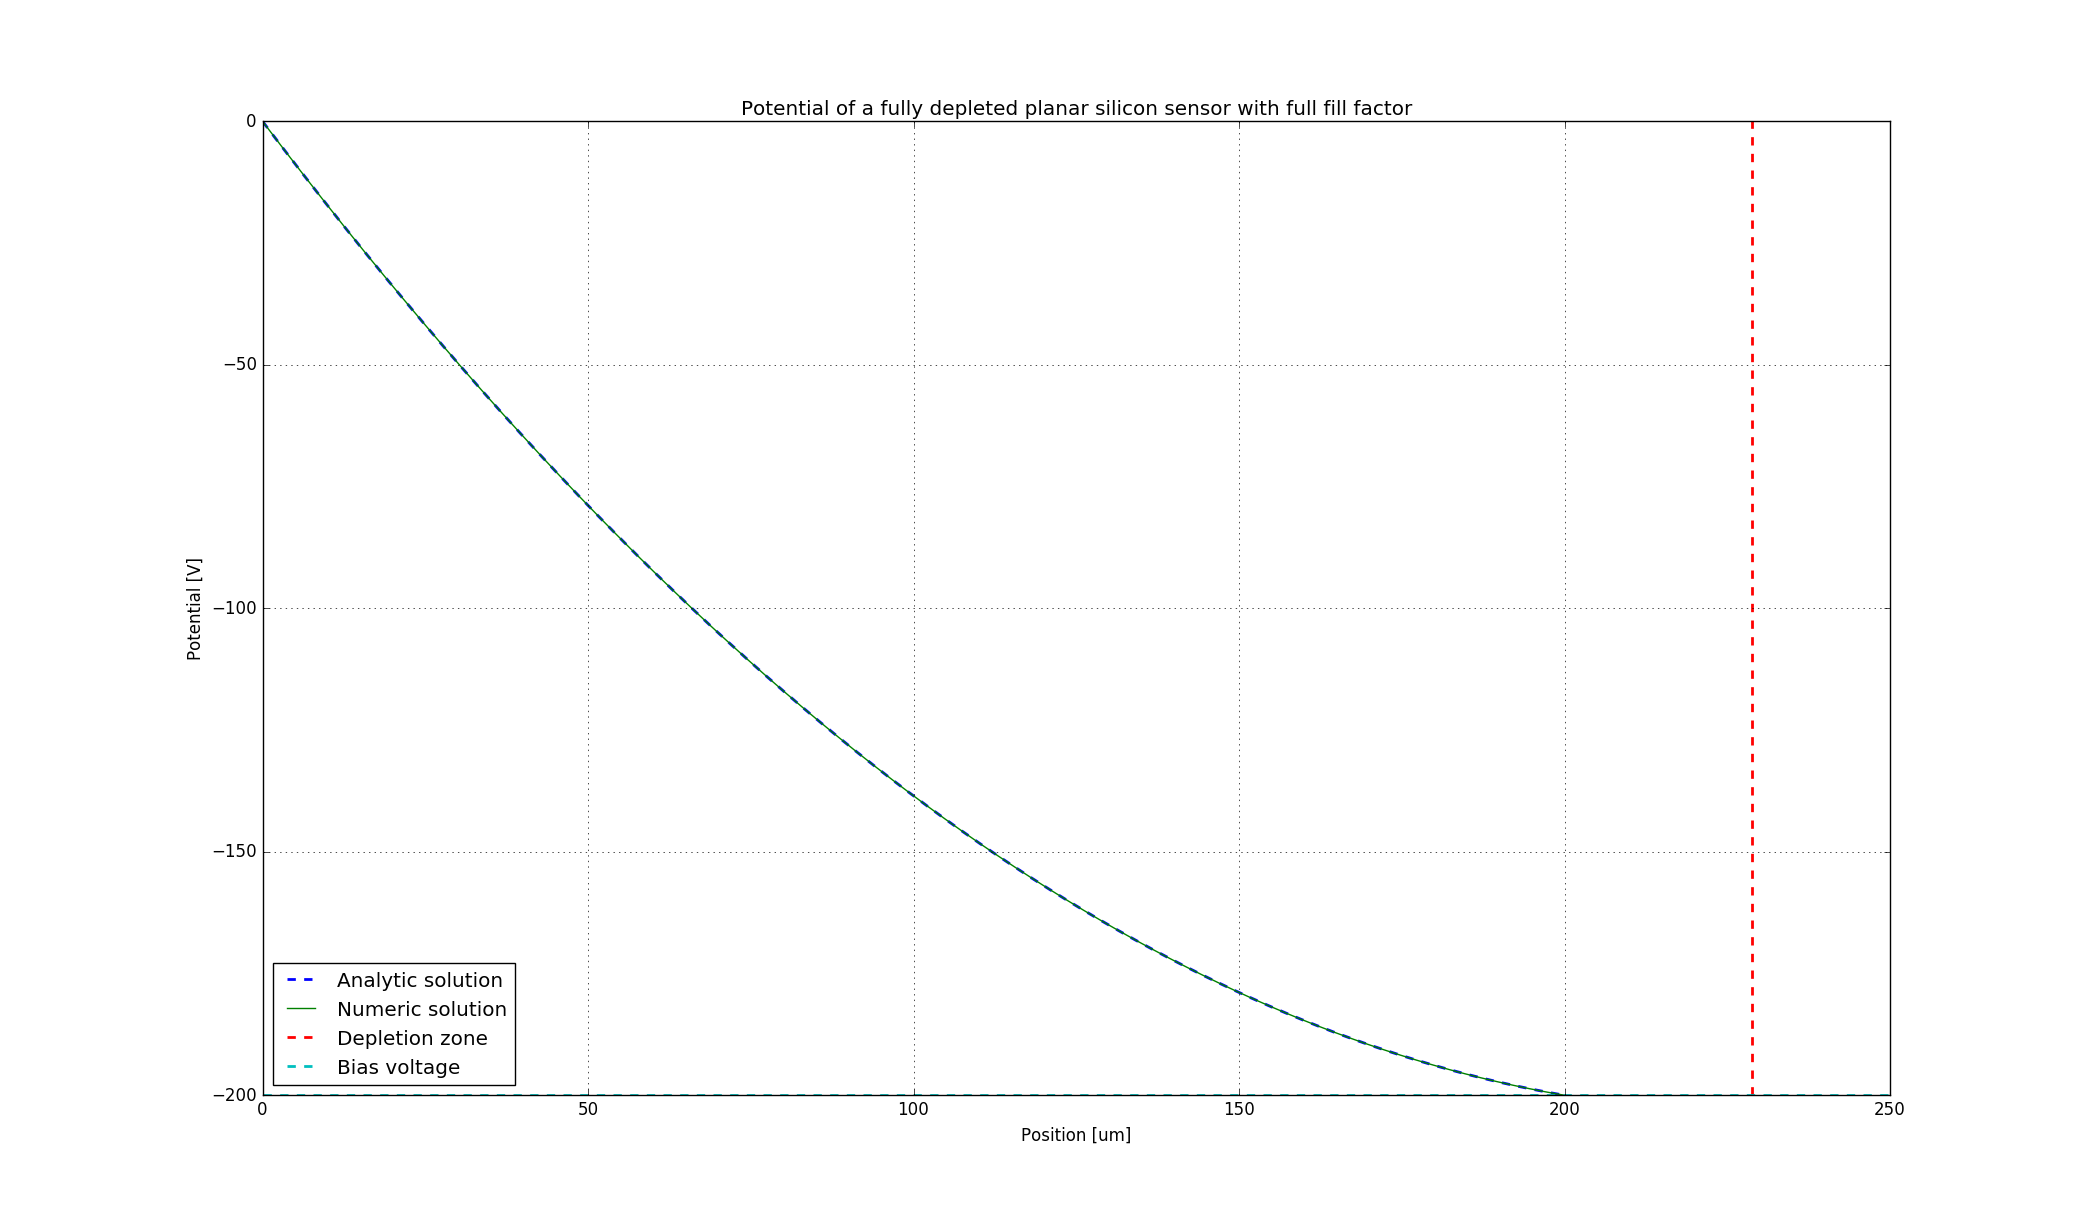 Potential of a fully depleted planar silicon sensor with full fill factor
0
−50
−100
−150
−200
Potential [V]
Analytic solution
Numeric solution
Depletion zone
Bias voltage
0 50 100 150 200 250
Position [um]